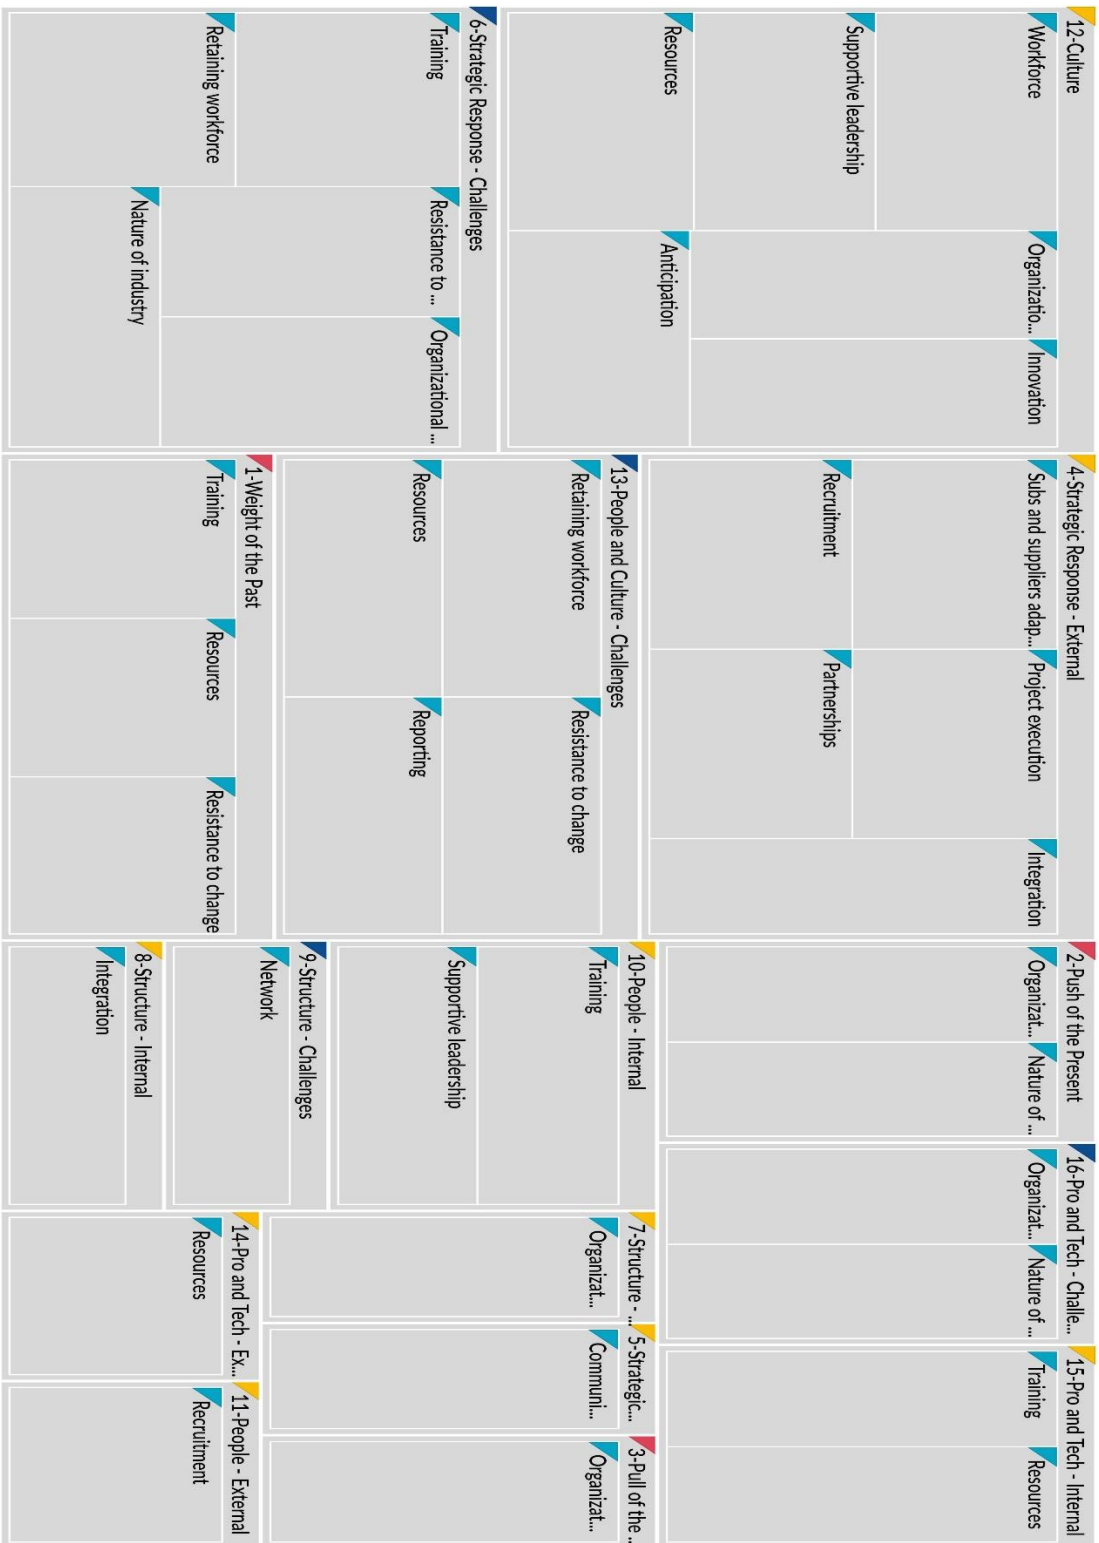 12-Culture
Workforce
Organizatio...
Innovation
Supportive leadership
Resources
Anticipation
6-Strategic Response - Challenges
Training
Resistance to ...
Organizational ...
Retaining workforce
Nature of industry
4-Strategic Response - External
Subs and suppliers adap...
Project execution
Integration
Recruitment
Partnerships
13-People and Culture - Challenges
Retaining workforce
Resistance to change
Resources
Reporting
1-Weight of the Past
Training
Resources
Resistance to change
2-Push of the Present
Organizat...
Nature of ...
16-Pro and Tech - Challe...
Organizat...
Nature of ...
15-Pro and Tech - Internal
Training
Resources
10-People - Internal
Training
Supportive leadership
9-Structure - Challenges
Network
8-Structure - Internal
Integration
7-Structure - ...
Organizat...
5-Strategic...
Communi...
3-Pull of the ...
Organizat...
14-Pro and Tech - Ex...
Resources
11-People - External
Recruitment